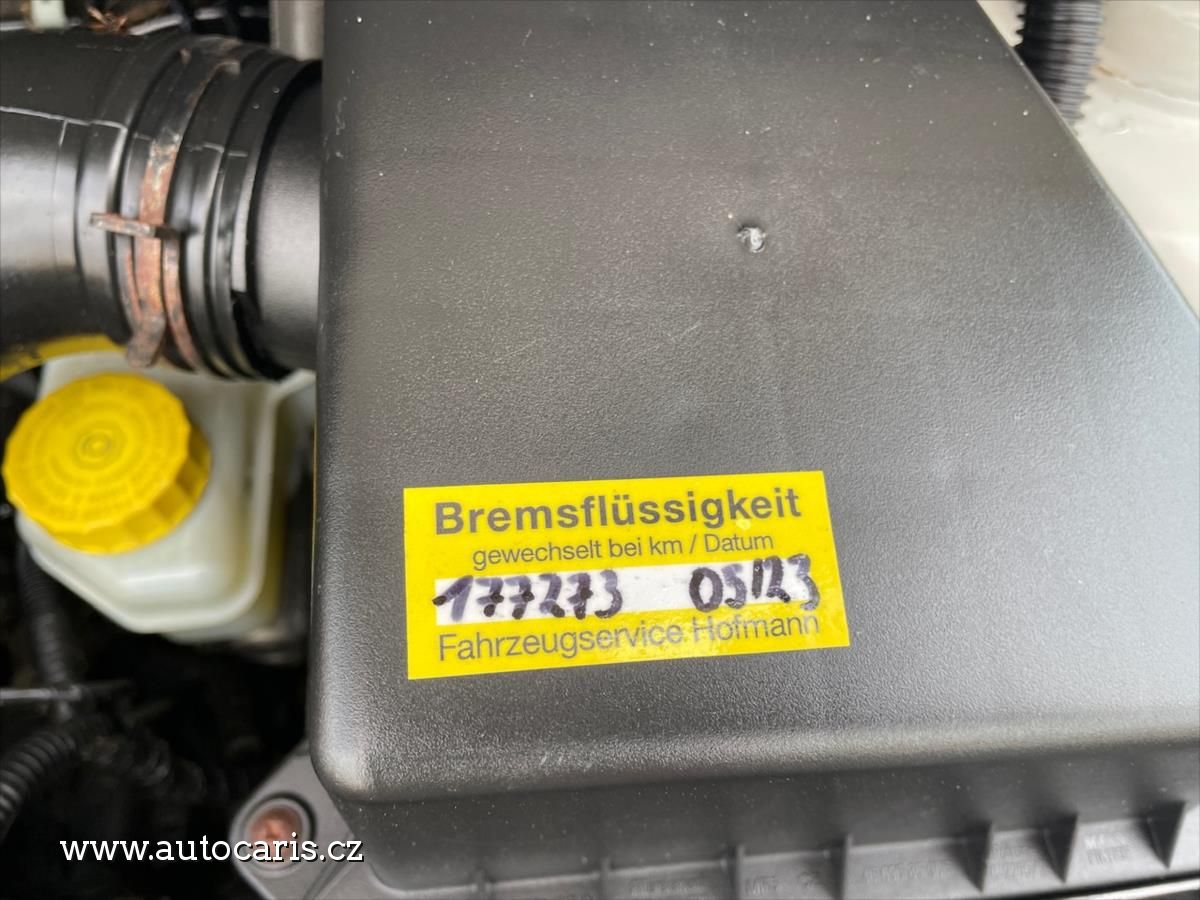 Bremsflüssigkeit
gewechselt bei km / Datum
177273 05/23
Fahrzeugservice Hofmann
www.autocaris.cz